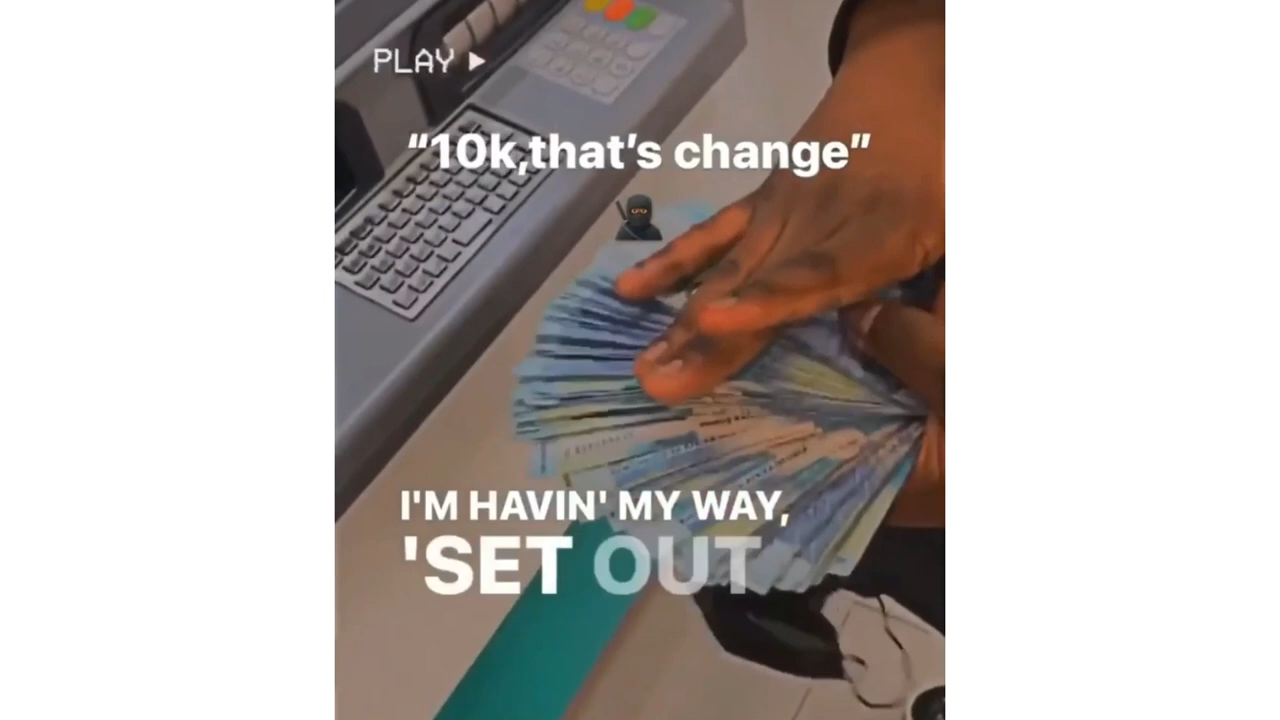 PLAY ▶
“10k,that’s change”
I'M HAVIN' MY WAY,
'SET OUT